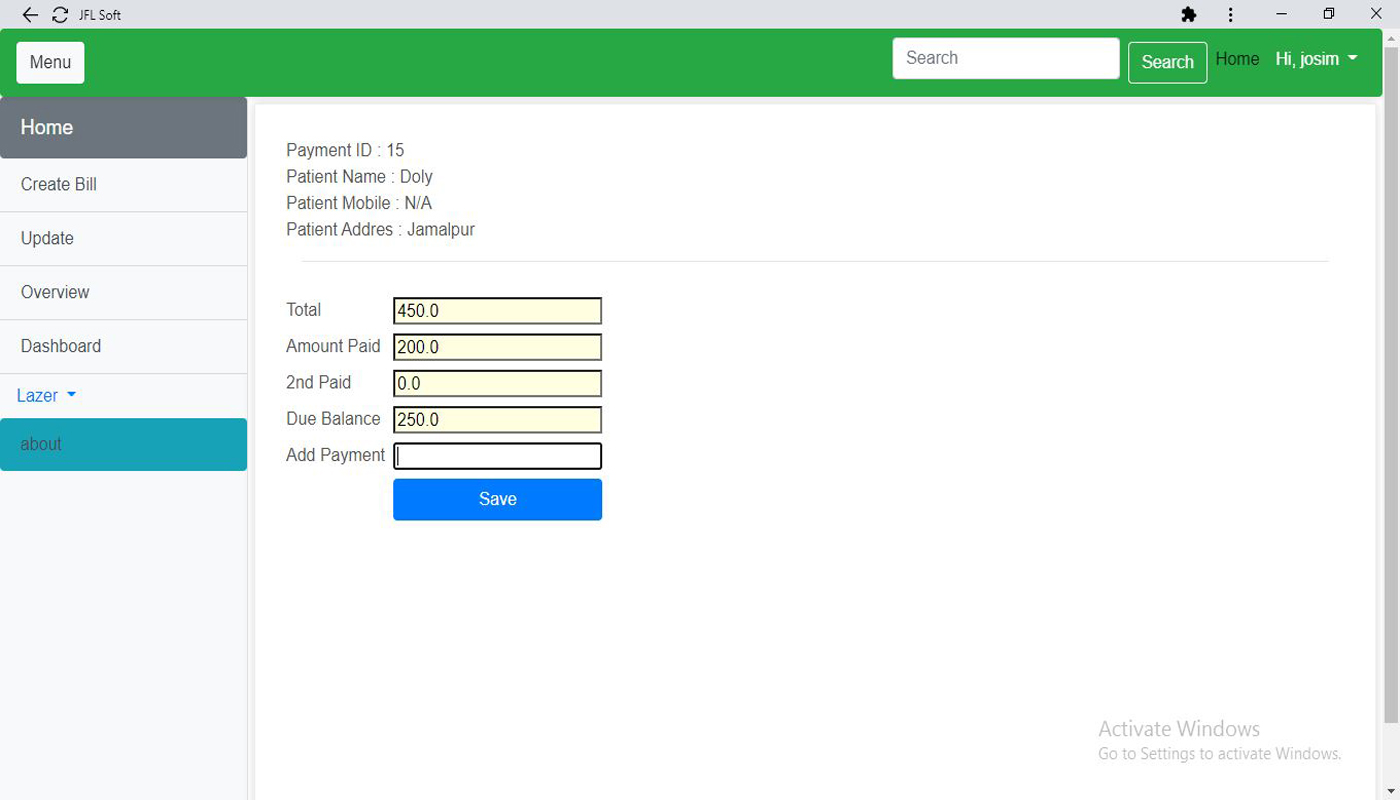 JFL Soft
Menu
Search
Search
Home
Hi, josim
Home
Create Bill
Update
Overview
Dashboard
Lazer
about
Payment ID : 15
Patient Name : Doly
Patient Mobile : N/A
Patient Addres : Jamalpur
Total 450.0
Amount Paid 200.0
2nd Paid 0.0
Due Balance 250.0
Add Payment
Save
Activate Windows
Go to Settings to activate Windows.